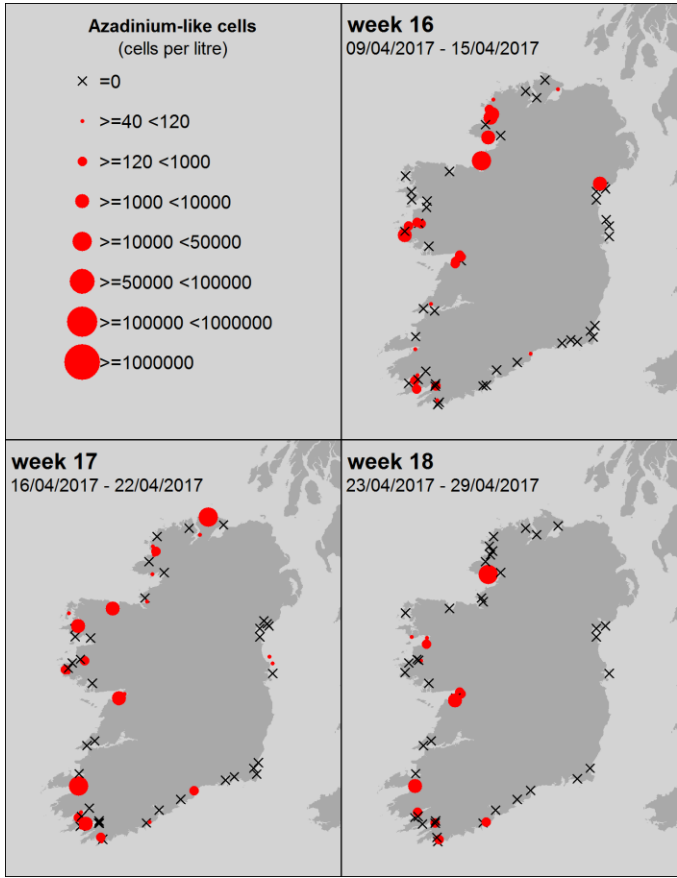 Azadinium-like cells
(cells per litre)
=0
>=40 <120
>=120 <1000
>=1000 <10000
>=10000 <50000
>=50000 <100000
>=100000 <1000000
>=1000000
week 16
09/04/2017 - 15/04/2017
week 17
16/04/2017 - 22/04/2017
week 18
23/04/2017 - 29/04/2017